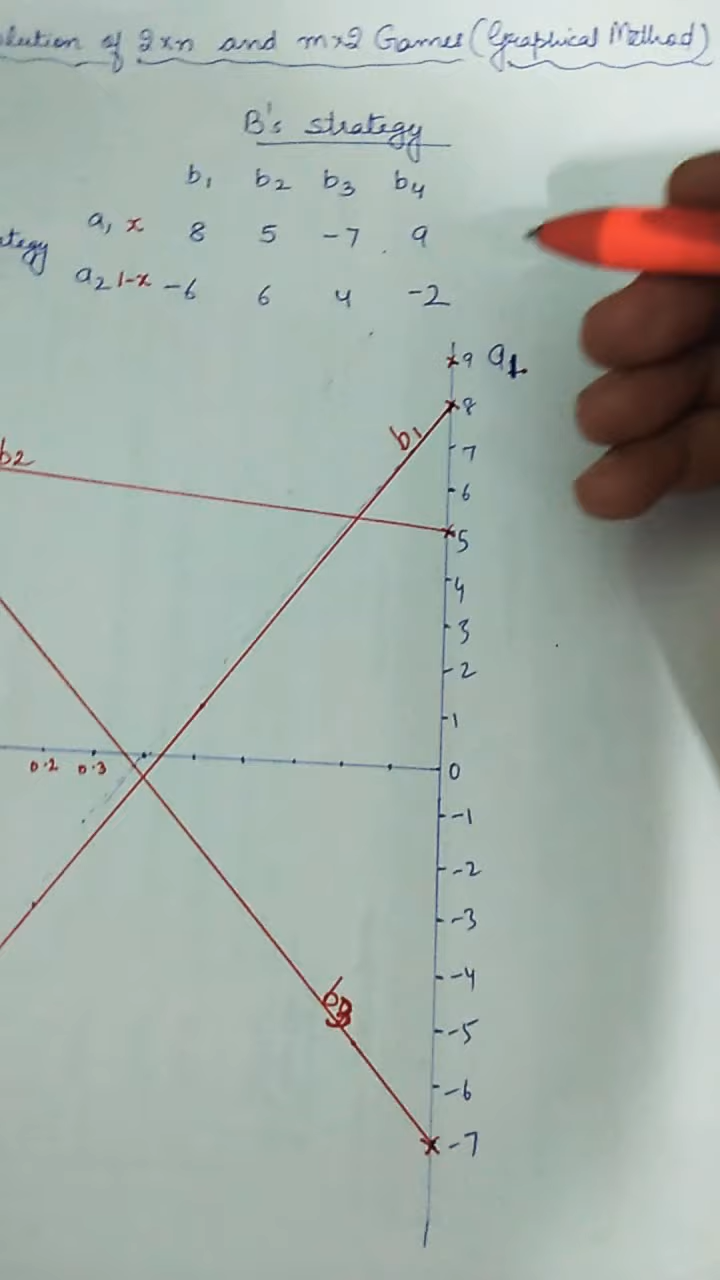 of 2xn and mx2 Games (Graphical Method)
B's strategy
b1 b2 b3 b4
a1 x 8 5 -7 9
a2 1-x -6 6 4 -2
9 a1
8
b1
7
b2
6
5
4
3
2
1
0.2 0.3 0
-1
-2
-3
-4
b3
-5
-6
-7